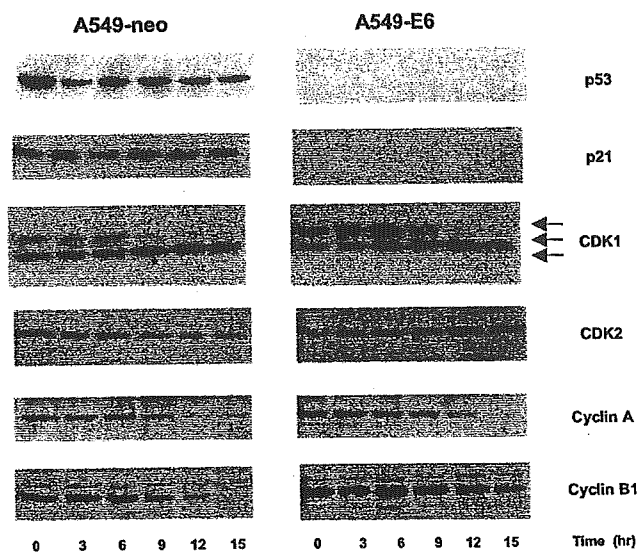 A549-neo A549-E6
p53
p21
CDK1
CDK2
Cyclin A
Cyclin B1
0 3 6 9 12 15 0 3 6 9 12 15 Time (hr)